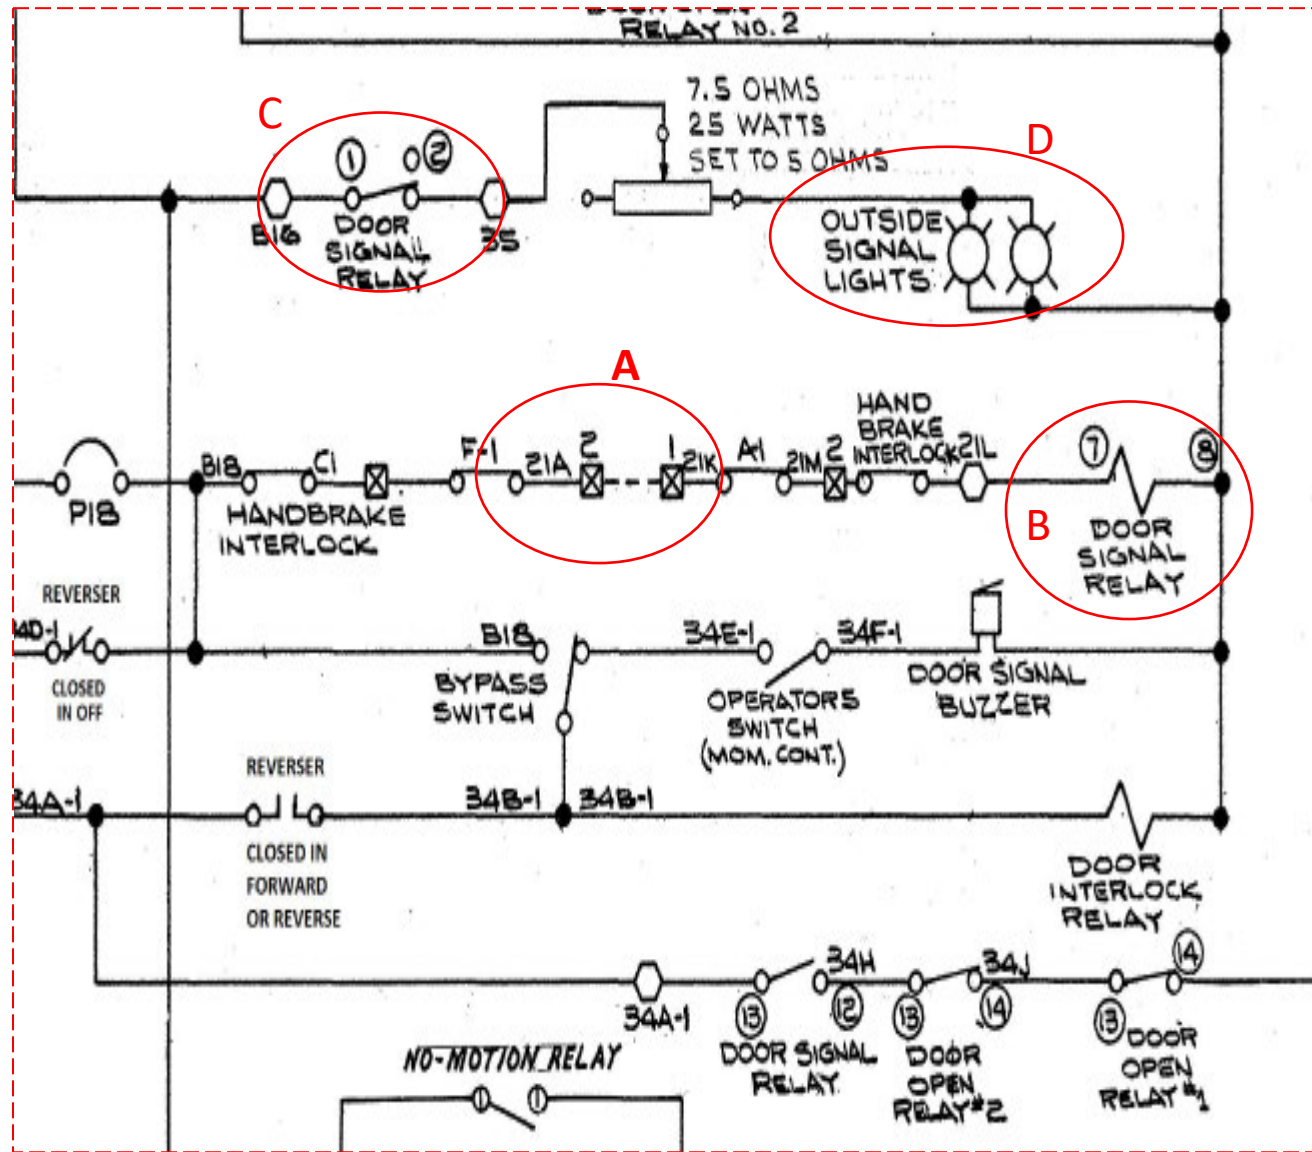 RELAY NO. 2
7.5 OHMS
25 WATTS
SET TO 5 OHMS
C
D
1
2
B16
DOOR
SIGNAL
RELAY
3S
OUTSIDE
SIGNAL
LIGHTS
A
HAND
BRAKE
INTERLOCK
B18
C1
F-1
21A
2
1
21K
A-1
21M
2
21L
7
8
P18
HANDBRAKE
INTERLOCK
B
DOOR
SIGNAL
RELAY
REVERSER
34D-1
CLOSED
IN OFF
B18
BYPASS
SWITCH
34E-1
34F-1
OPERATORS
SWITCH
(MOM. CONT.)
DOOR SIGNAL
BUZZER
34A-1
REVERSER
CLOSED IN
FORWARD
OR REVERSE
34B-1
34B-1
DOOR
INTERLOCK
RELAY
34A-1
13
34H
12
DOOR SIGNAL
RELAY
13
34J
14
DOOR
OPEN
RELAY #2
13
14
DOOR
OPEN
RELAY #1
NO-MOTION RELAY